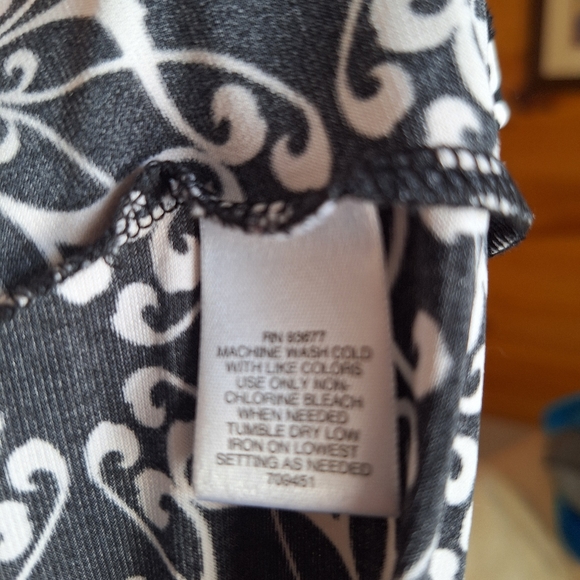 RN 93677
MACHINE WASH COLD
WITH LIKE COLORS
USE ONLY NON-
CHLORINE BLEACH
WHEN NEEDED
TUMBLE DRY LOW
IRON ON LOWEST
SETTING AS NEEDED
709451